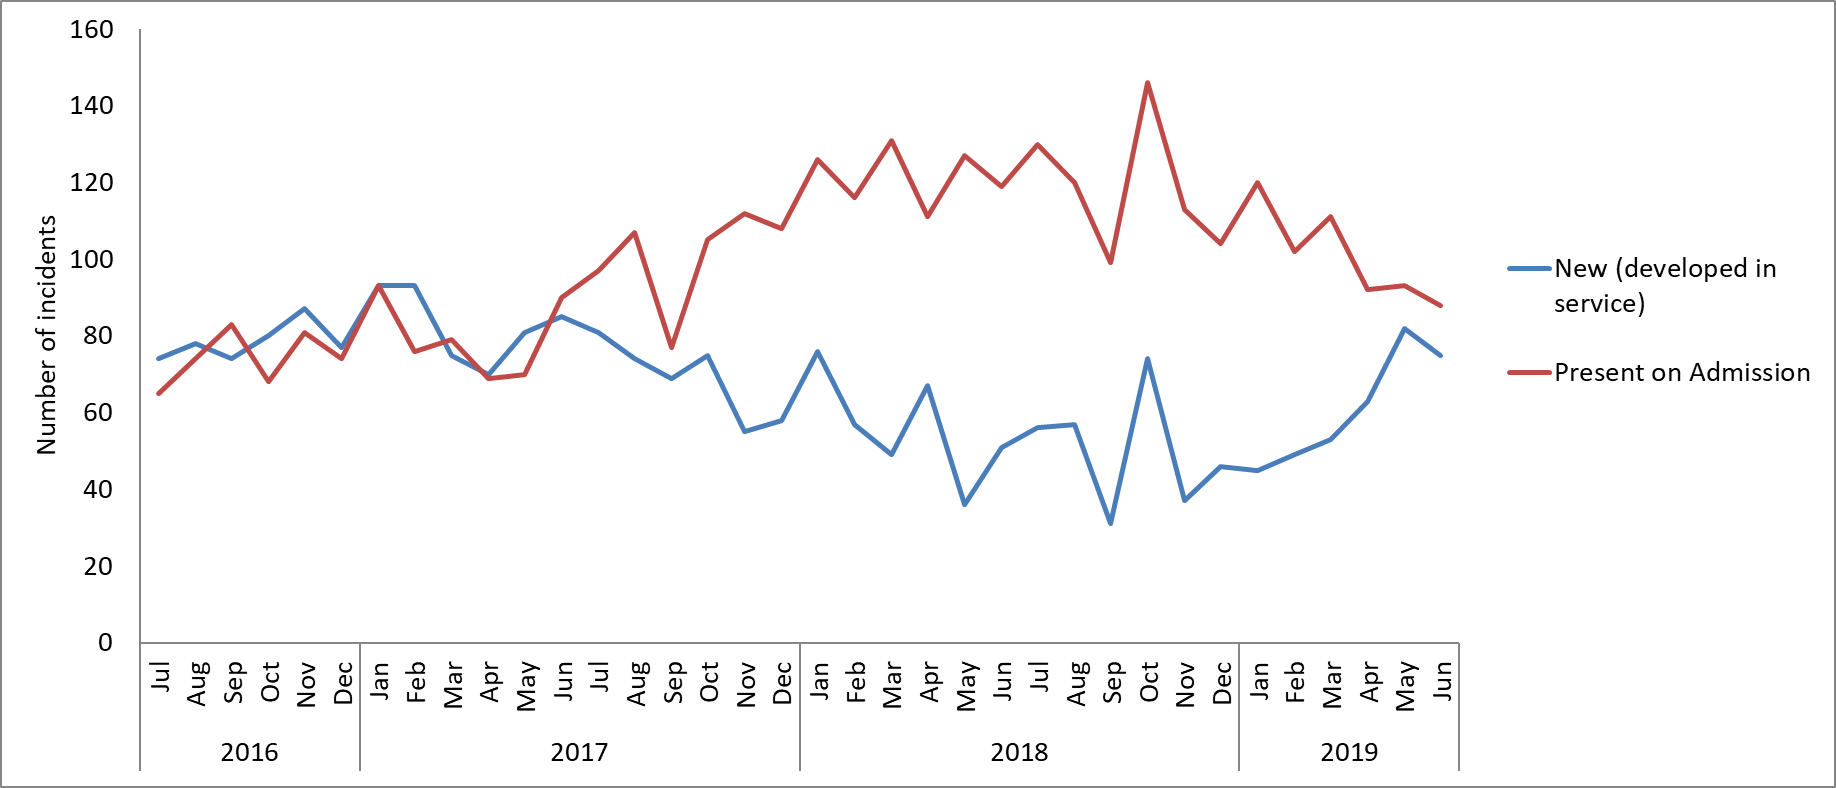 160
140
120
100
80
60
40
20
0
Number of incidents
Jul Aug Sep Oct Nov Dec Jan Feb Mar Apr May Jun Jul Aug Sep Oct Nov Dec Jan Feb Mar Apr May Jun Jul Aug Sep Oct Nov Dec Jan Feb Mar Apr May Jun
2016 2017 2018 2019
New (developed in
service)
Present on Admission